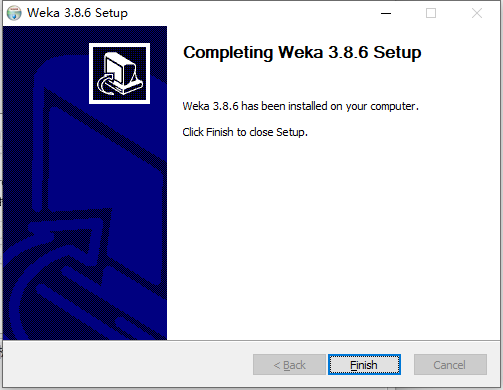 Weka 3.8.6 Setup
Completing Weka 3.8.6 Setup
Weka 3.8.6 has been installed on your computer.
Click Finish to close Setup.
< Back
Finish
Cancel